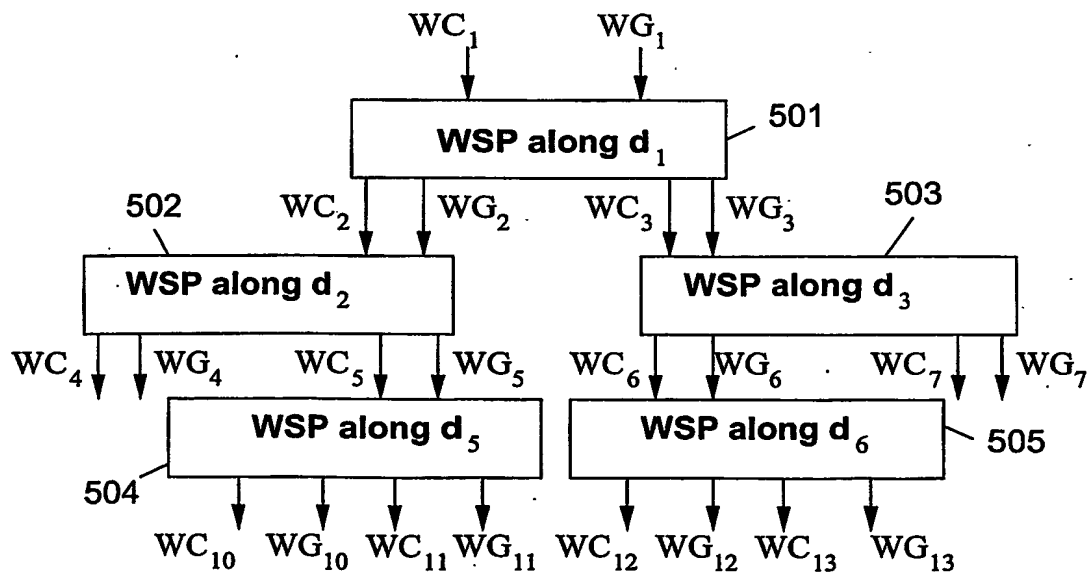 WC₁ WG₁
WSP along d₁ 501
502 WC₂ WG₂ WC₃ WG₃ 503
WSP along d₂ WSP along d₃
WC₄ WG₄ WC₅ WG₅ WC₆ WG₆ WC₇ WG₇
WSP along d₅ WSP along d₆ 505
504
WC₁₀ WG₁₀ WC₁₁ WG₁₁ WC₁₂ WG₁₂ WC₁₃ WG₁₃